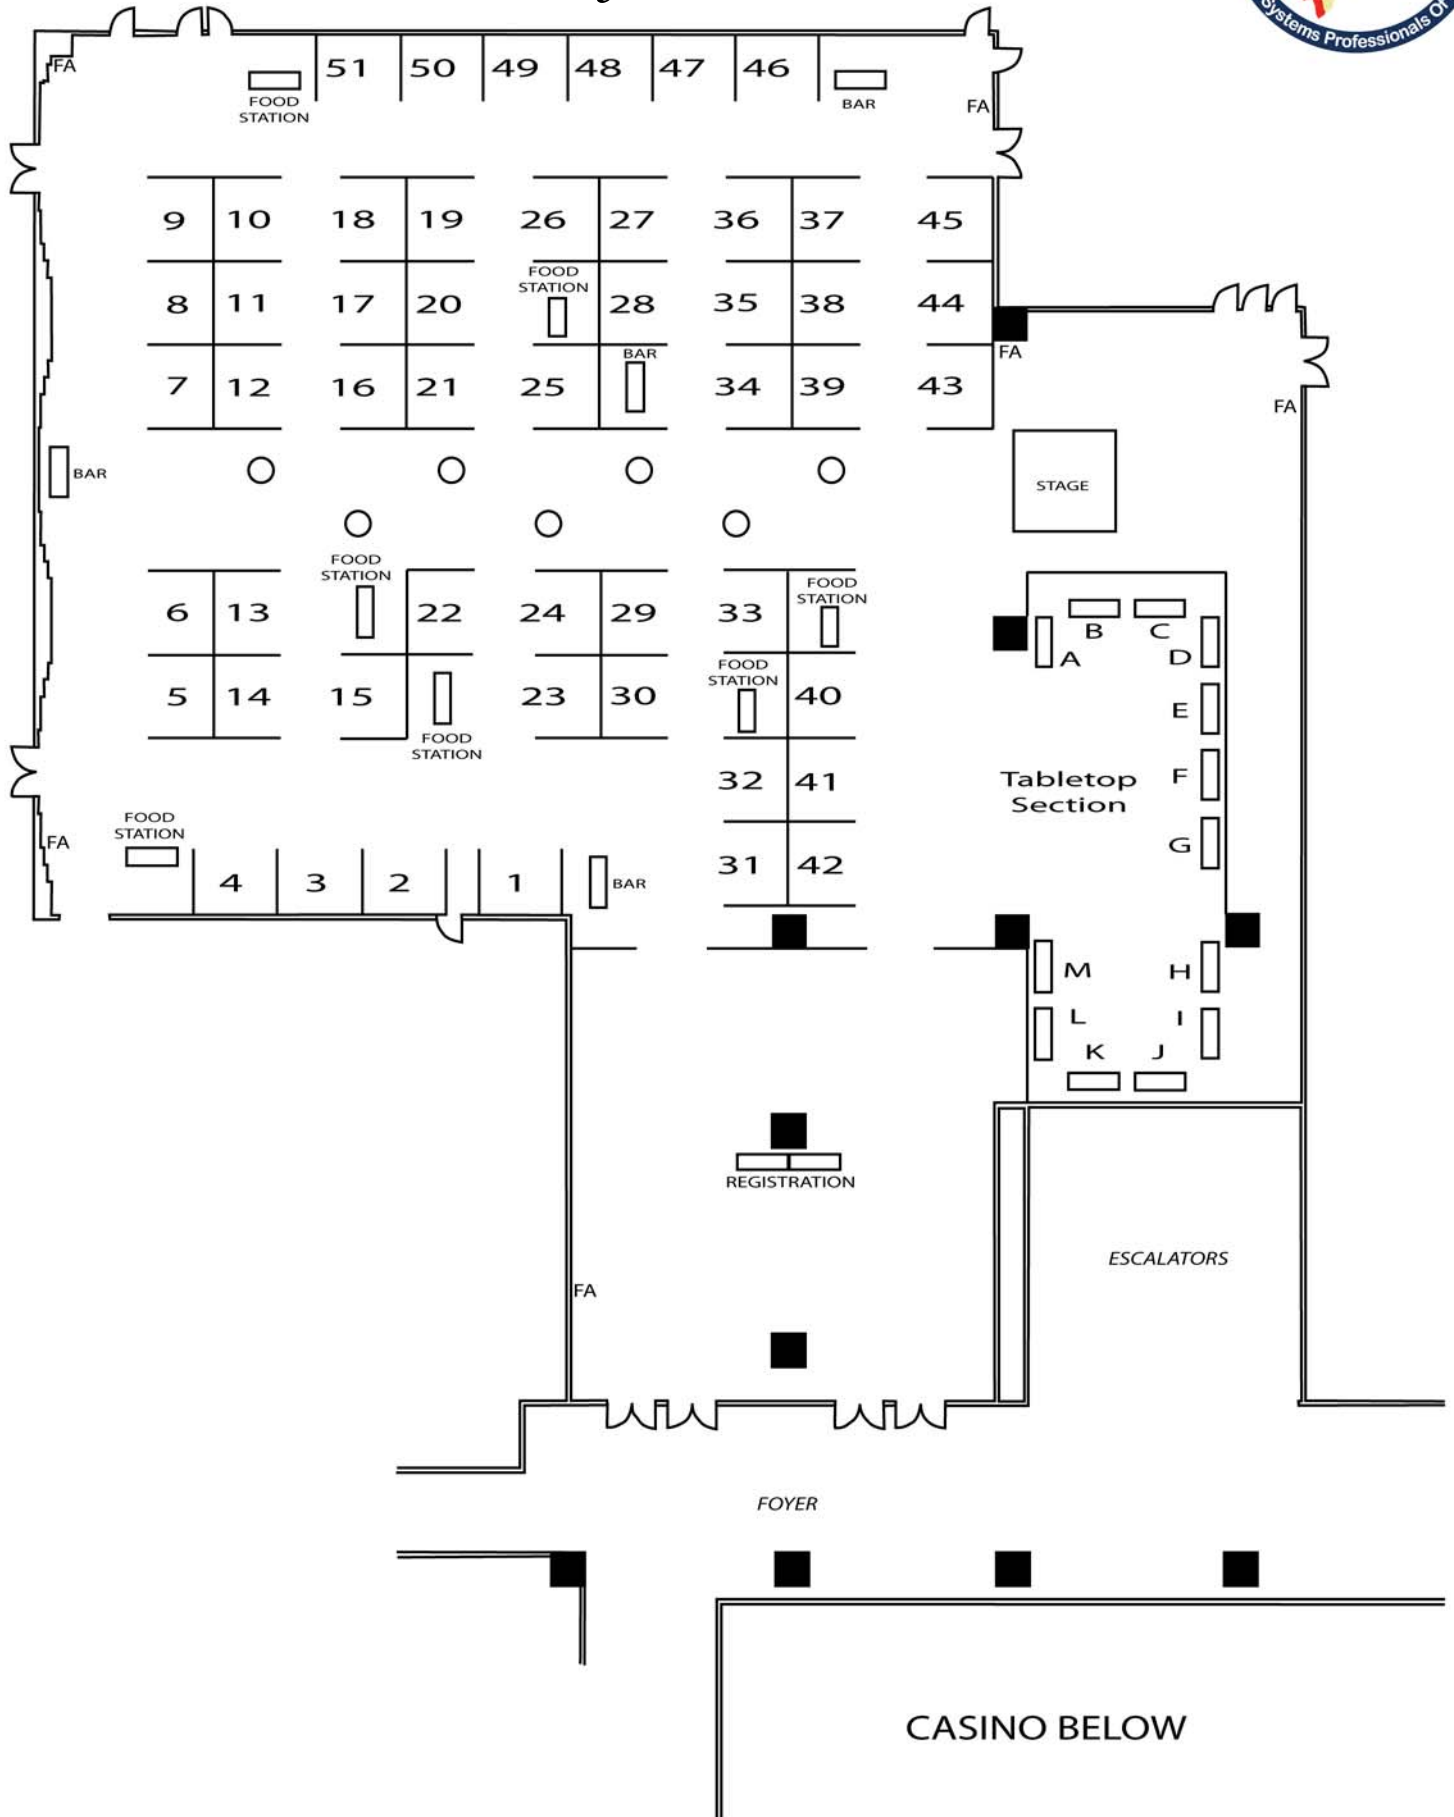 Systems Professionals Of
FA
51 50 49 48 47 46
FOOD
STATION
BAR
FA
9 10 18 19 26 27 36 37 45
FOOD
STATION
8 11 17 20 28 35 38 44
BAR
FA
7 12 16 21 25 34 39 43
FA
BAR
STAGE
FOOD
STATION
FOOD
STATION
6 13 22 24 29 33
B C
A D
FOOD
STATION
5 14 15 23 30 40
E
FOOD
STATION
Tabletop
Section
F
32 41
FOOD
STATION
FA
G
31 42
4 3 2 1
BAR
M H
L I
K J
REGISTRATION
ESCALATORS
FA
FOYER
CASINO BELOW